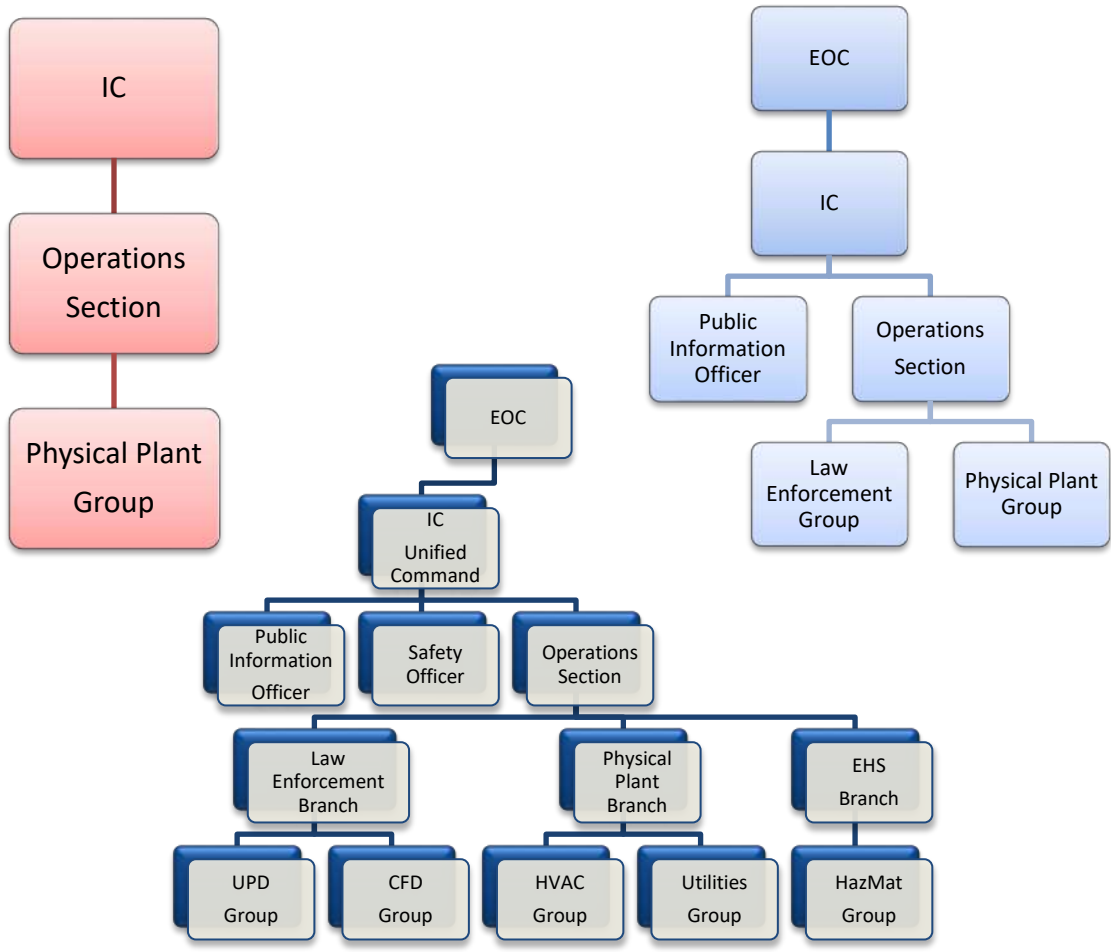 IC
Operations
Section
Physical Plant
Group
EOC
IC
Public
Information
Officer
Operations
Section
Law
Enforcement
Group
Physical Plant
Group
EOC
IC
Unified
Command
Public
Information
Officer
Safety
Officer
Operations
Section
Law
Enforcement
Branch
Physical
Plant
Branch
EHS
Branch
UPD
Group
CFD
Group
HVAC
Group
Utilities
Group
HazMat
Group